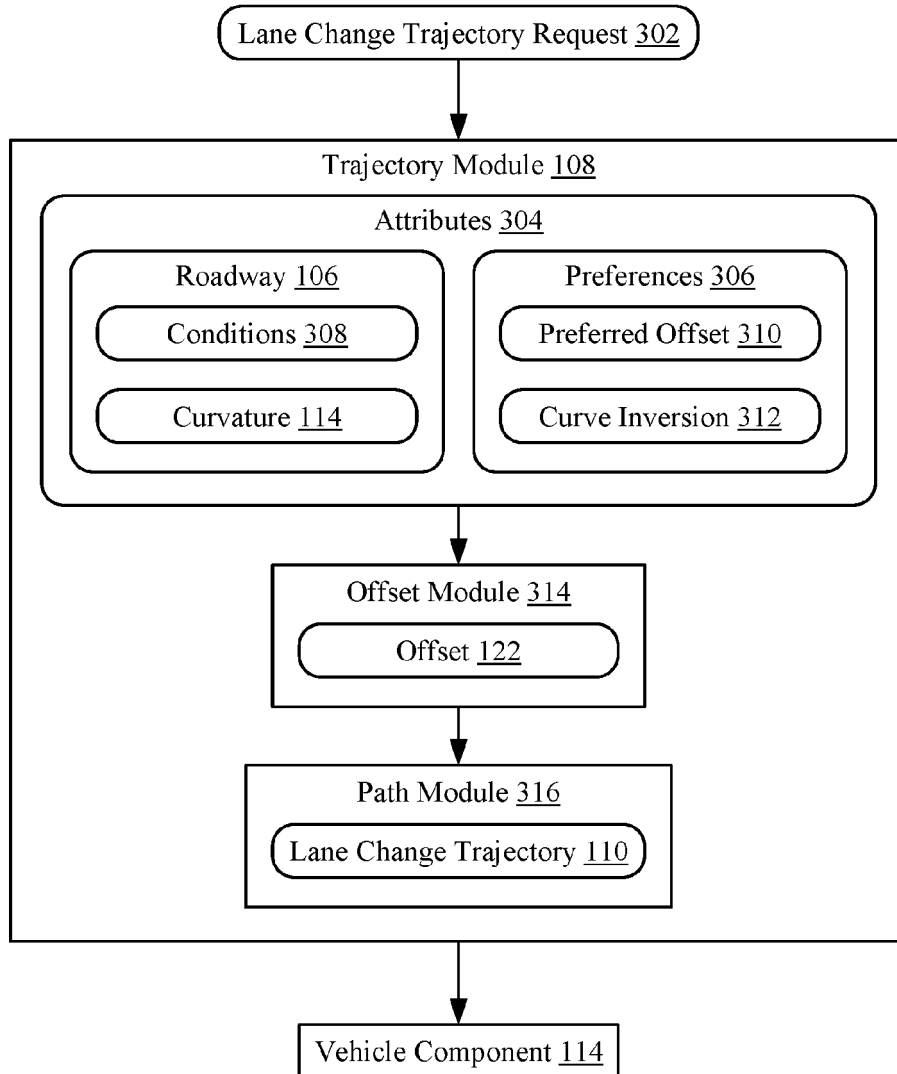 Lane Change Trajectory Request 302
Trajectory Module 108
Attributes 304
Roadway 106
Conditions 308
Curvature 114
Preferences 306
Preferred Offset 310
Curve Inversion 312
Offset Module 314
Offset 122
Path Module 316
Lane Change Trajectory 110
Vehicle Component 114